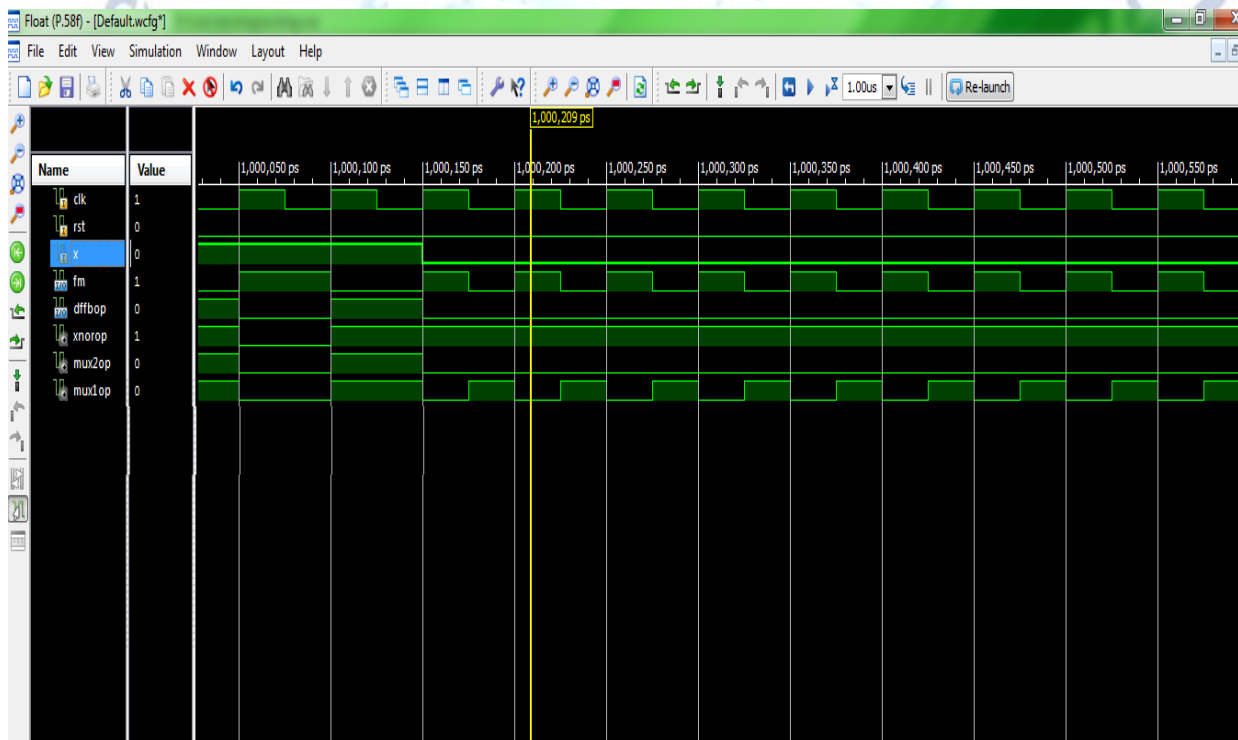 Float (P.58f) - [Default.wcfg*]
File Edit View Simulation Window Layout Help
1.00us Re-launch
1,000,209 ps
Name Value
1,000,050 ps 1,000,100 ps 1,000,150 ps 1,000,200 ps 1,000,250 ps 1,000,300 ps 1,000,350 ps 1,000,400 ps 1,000,450 ps 1,000,500 ps 1,000,550 ps
clk 1
rst 0
x 0
fm 1
dffbop 0
xnorop 1
mux2op 0
mux1op 0